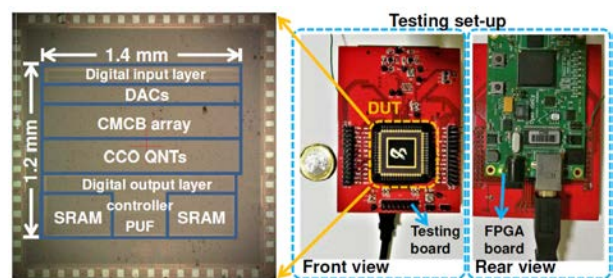 Testing set-up
1.4 mm
1.2 mm
Digital input layer
DACs
CMCB array
CCO QNTs
Digital output layer
controller
SRAM
PUF
SRAM
DUT
Testing
board
Front view
FPGA
board
Rear view